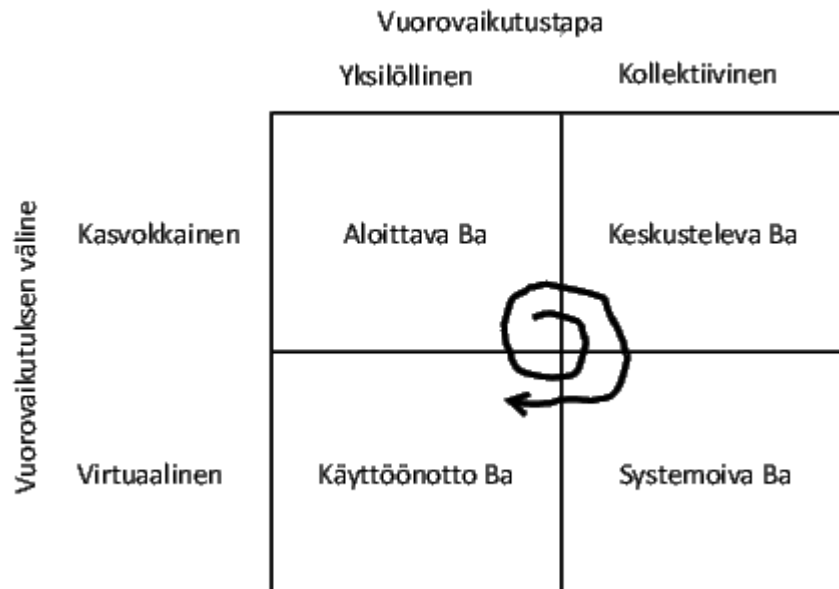 Vuorovaikutustapa
Yksilöllinen Kollektiivinen
Vuorovaikutuksen väline
Kasvokkainen Aloittava Ba Keskusteleva Ba
Virtuaalinen Käyttöönotto Ba Systemoiva Ba